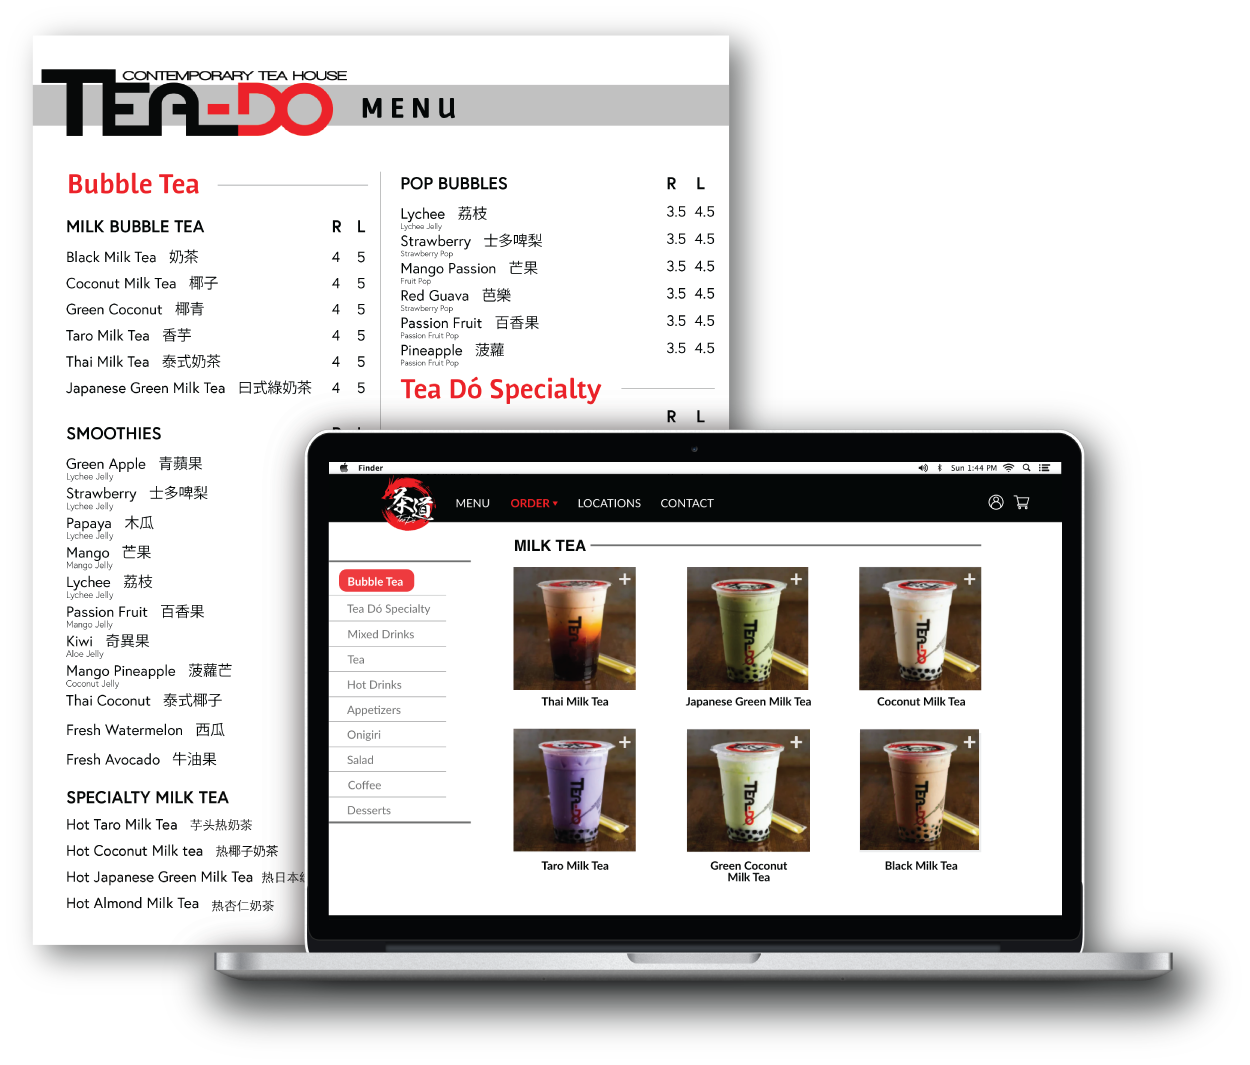 CONTEMPORARY TEA HOUSE
TEA-DO MENU
Bubble Tea
MILK BUBBLE TEA R L
Black Milk Tea 奶茶 4 5
Coconut Milk Tea 椰子 4 5
Green Coconut 椰青 4 5
Taro Milk Tea 香芋 4 5
Thai Milk Tea 泰式奶茶 4 5
Japanese Green Milk Tea 日式綠奶茶 4 5
SMOOTHIES
Green Apple 青蘋果
Lychee Jelly
Strawberry 士多啤梨
Lychee Jelly
Papaya 木瓜
Lychee Jelly
Mango 芒果
Mango Jelly
Lychee 荔枝
Lychee Jelly
Passion Fruit 百香果
Mango Jelly
Kiwi 奇異果
Aloe Jelly
Mango Pineapple 菠蘿芒
Coconut Jelly
Thai Coconut 泰式椰子
Fresh Watermelon 西瓜
Fresh Avocado 牛油果
SPECIALTY MILK TEA
Hot Taro Milk Tea 芋头热奶茶
Hot Coconut Milk tea 热椰子奶茶
Hot Japanese Green Milk Tea 热日本
Hot Almond Milk Tea 热杏仁奶茶
POP BUBBLES R L
Lychee 荔枝 3.5 4.5
Lychee Jelly
Strawberry 士多啤梨 3.5 4.5
Strawberry Pop
Mango Passion 芒果 3.5 4.5
Fruit Pop
Red Guava 芭樂 3.5 4.5
Strawberry Pop
Passion Fruit 百香果 3.5 4.5
Passion Fruit Pop
Pineapple 菠蘿 3.5 4.5
Passion Fruit Pop
Tea Dó Specialty
R L
Finder Sun 1:44 PM
茶道 MENU ORDER LOCATIONS CONTACT
Bubble Tea
Tea Dó Specialty
Mixed Drinks
Tea
Hot Drinks
Appetizers
Onigiri
Salad
Coffee
Desserts
MILK TEA
+ + +
TEA-DO TEA-DO TEA-DO
Thai Milk Tea Japanese Green Milk Tea Coconut Milk Tea
+ + +
TEA-DO TEA-DO TEA-DO
Taro Milk Tea Green Coconut Black Milk Tea
Milk Tea